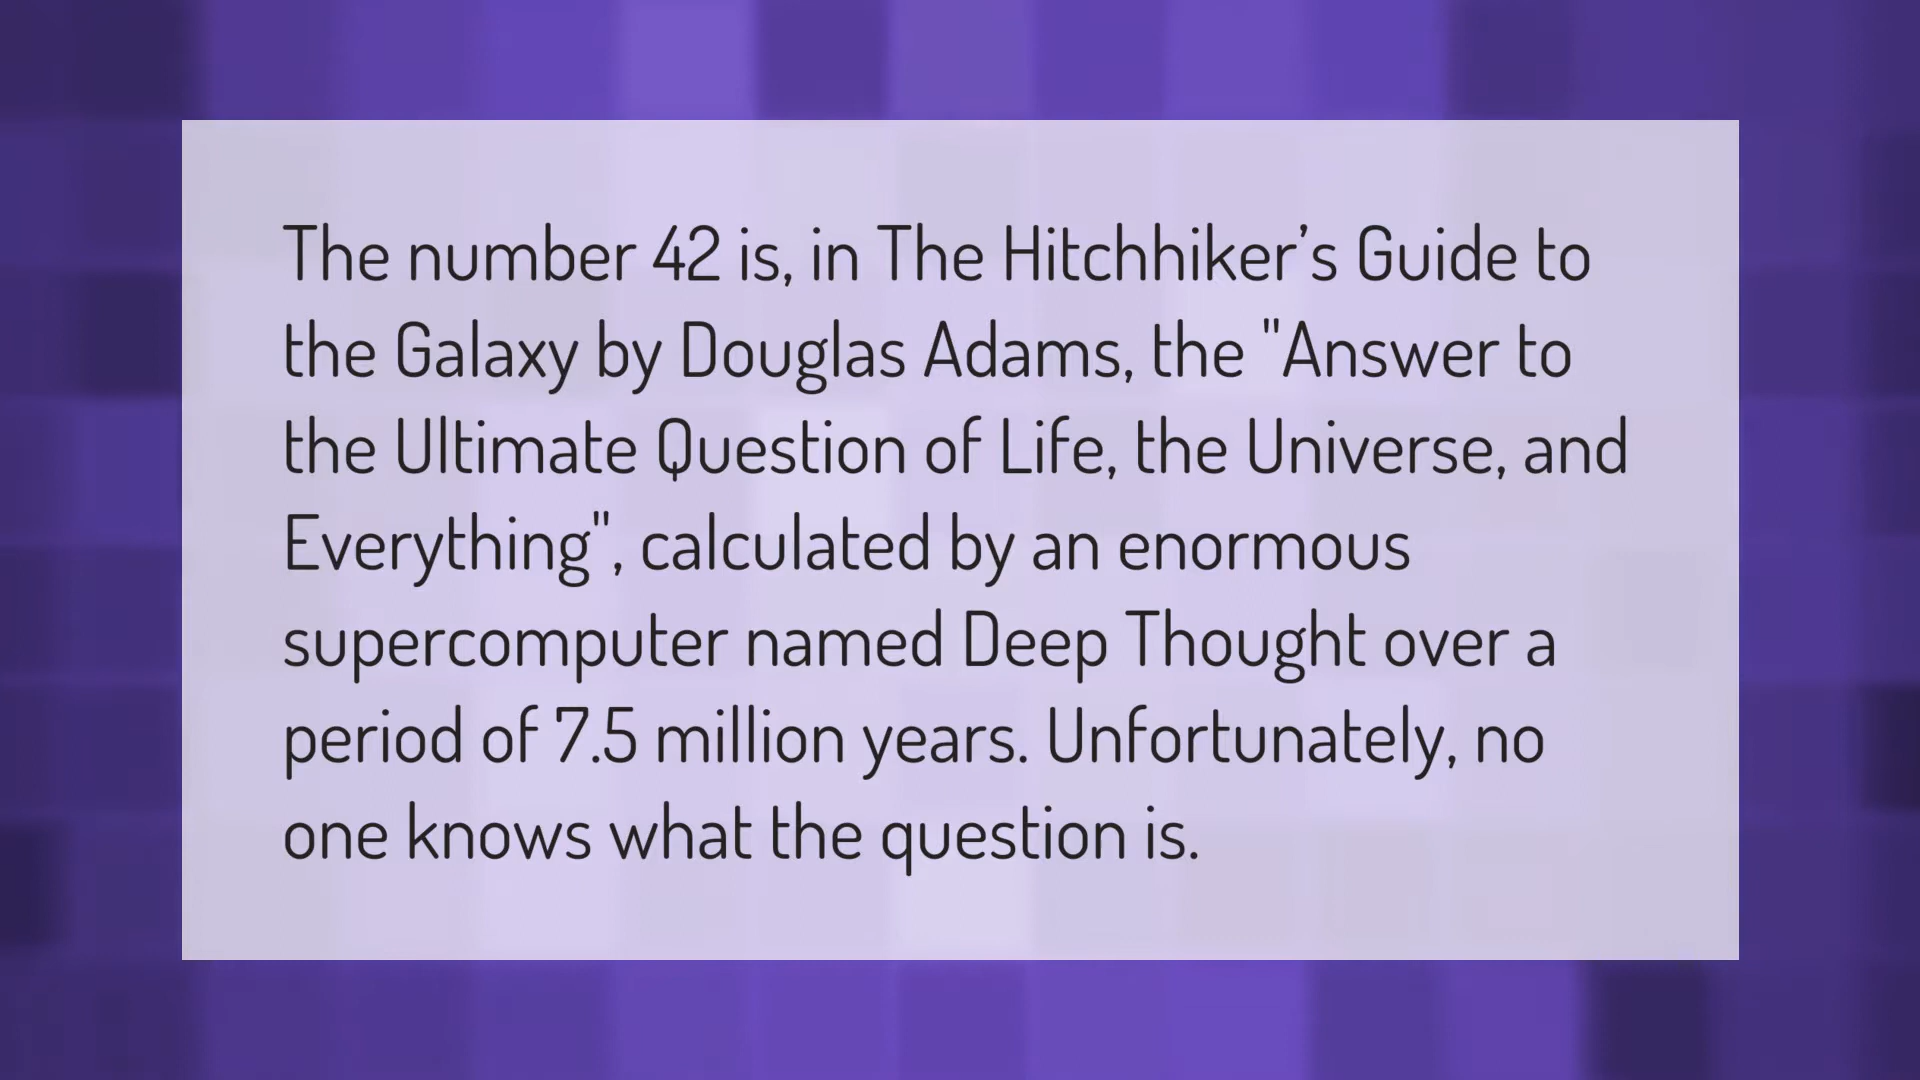 The number 42 is, in The Hitchhiker’s Guide to
the Galaxy by Douglas Adams, the "Answer to
the Ultimate Question of Life, the Universe, and
Everything", calculated by an enormous
supercomputer named Deep Thought over a
period of 7.5 million years. Unfortunately, no
one knows what the question is.